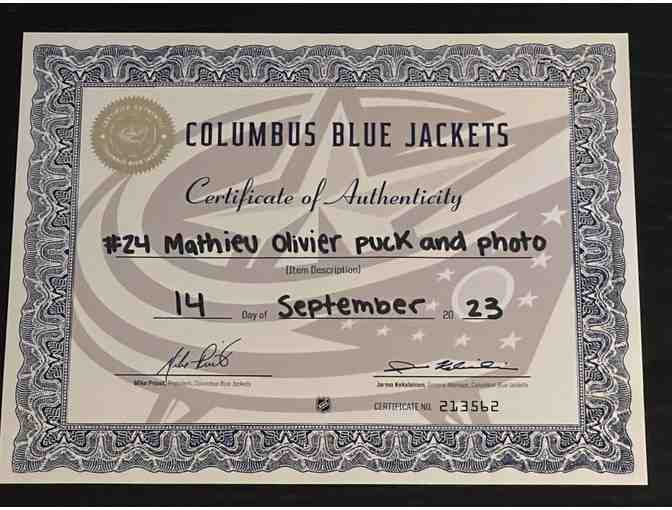 COLUMBUS BLUE JACKETS
Certificate of Authenticity
#24 Mathieu Olivier puck and photo
(Item Description)
14 Day of September 20 23
Mike Priest, President, Columbus Blue Jackets
Jarmo Kekalainen, General Manager, Columbus Blue Jackets
CERTIFICATE NO. 213562